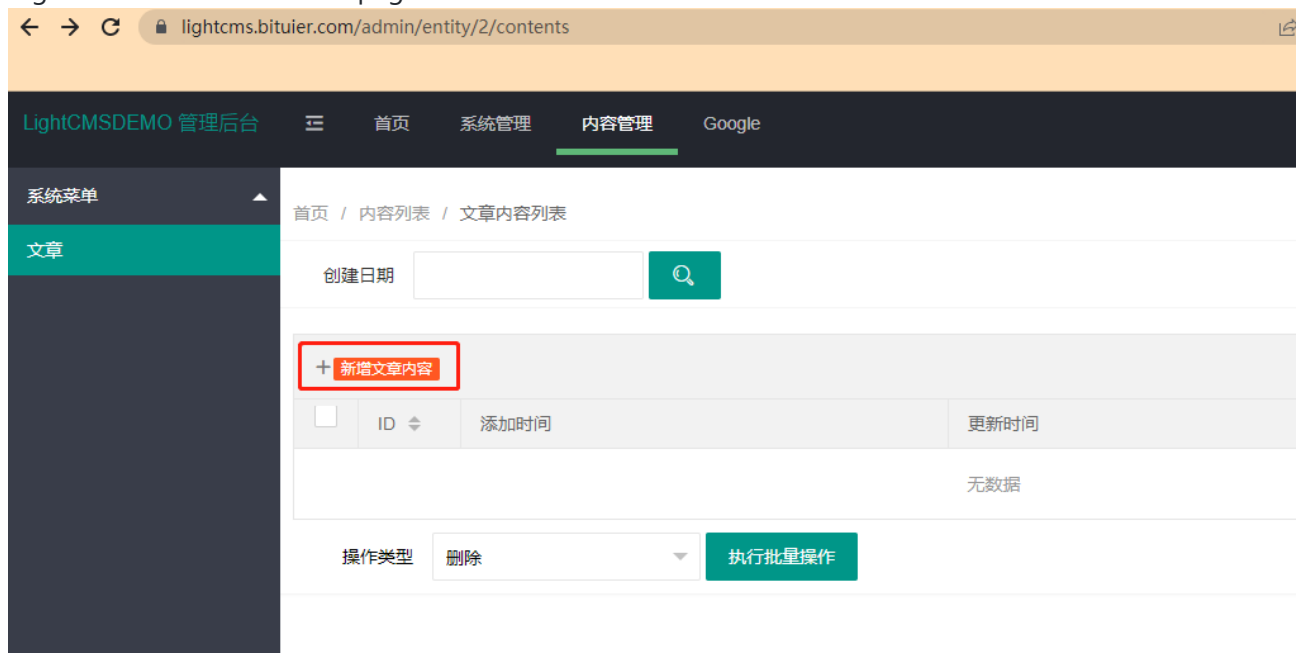 lightcms.bituier.com/admin/entity/2/contents
LightCMSDEMO 管理后台 首页 系统管理 内容管理 Google
系统菜单
首页 / 内容列表 / 文章内容列表
文章
创建日期
+ 新增文章内容
ID 添加时间 更新时间
无数据
操作类型 删除 执行批量操作